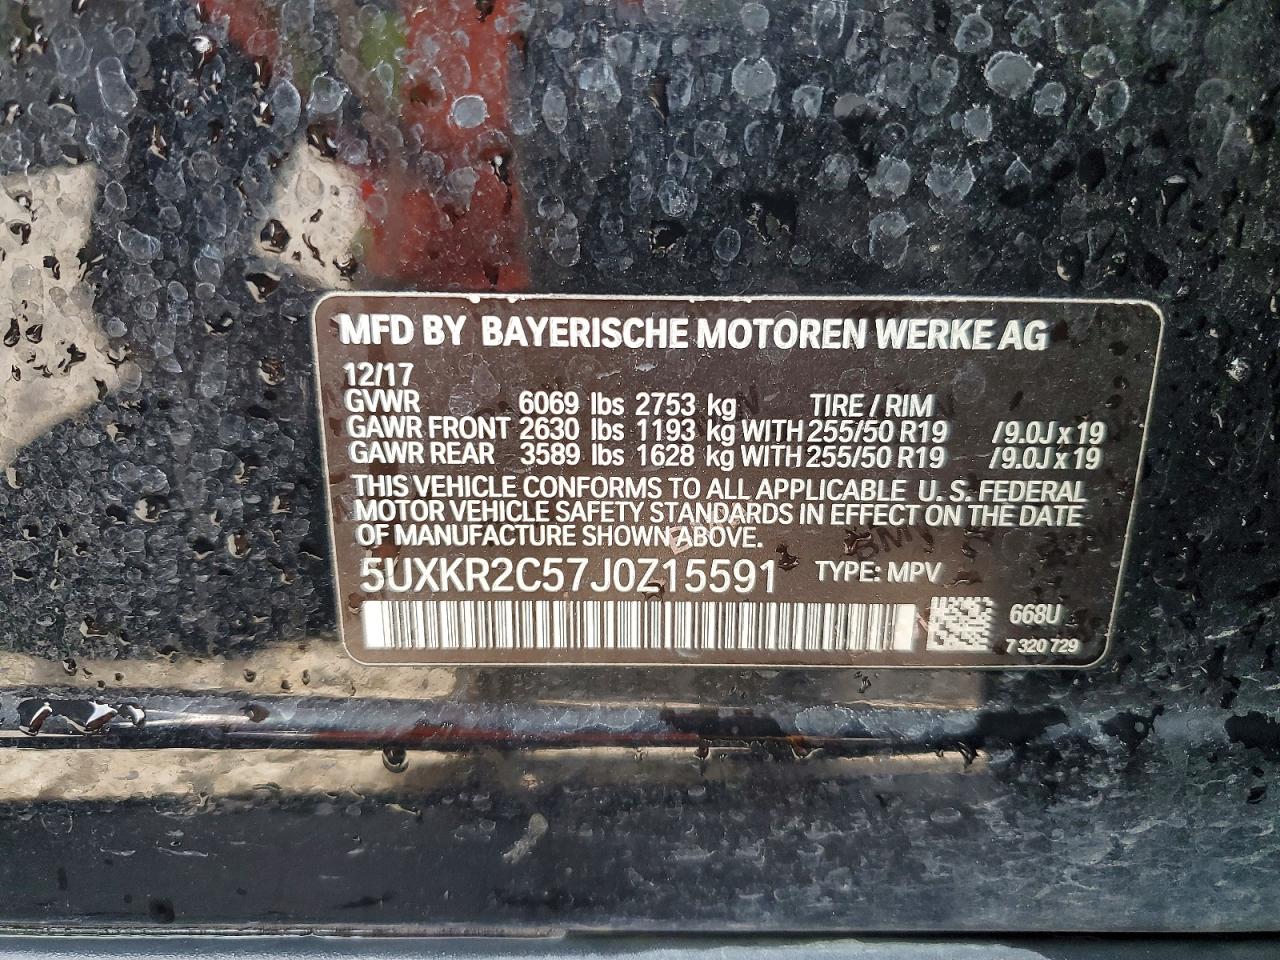 MFD BY BAYERISCHE MOTOREN WERKE AG
12/17
GVWR 6069 lbs 2753 kg TIRE / RIM
GAWR FRONT 2630 lbs 1193 kg WITH 255/50 R19 /9.0J x 19
GAWR REAR 3589 lbs 1628 kg WITH 255/50 R19 /9.0J x 19
THIS VEHICLE CONFORMS TO ALL APPLICABLE U.S. FEDERAL
MOTOR VEHICLE SAFETY STANDARDS IN EFFECT ON THE DATE
OF MANUFACTURE SHOWN ABOVE.
5UXKR2C57J0Z15591 TYPE: MPV
668U
7 320 729